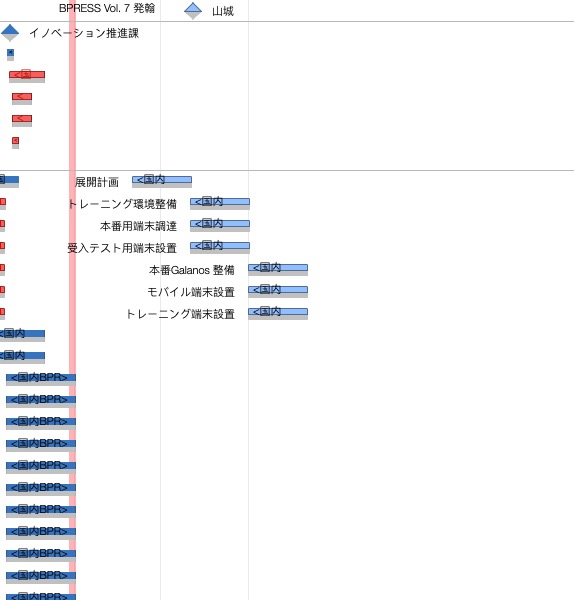 BPRESS Vol. 7 発翰 山城
イノベーション推進課
<国
<
<
展開計画 <国内
トレーニング環境整備 <国内
本番用端末調達 <国内
受入テスト用端末設置 <国内
本番Galanos 整備 <国内
モバイル端末設置 <国内
トレーニング端末設置 <国内
<国内
<国内
<国内BPR>
<国内BPR>
<国内BPR>
<国内BPR>
<国内BPR>
<国内BPR>
<国内BPR>
<国内BPR>
<国内BPR>
<国内BPR>
<国内BPR>